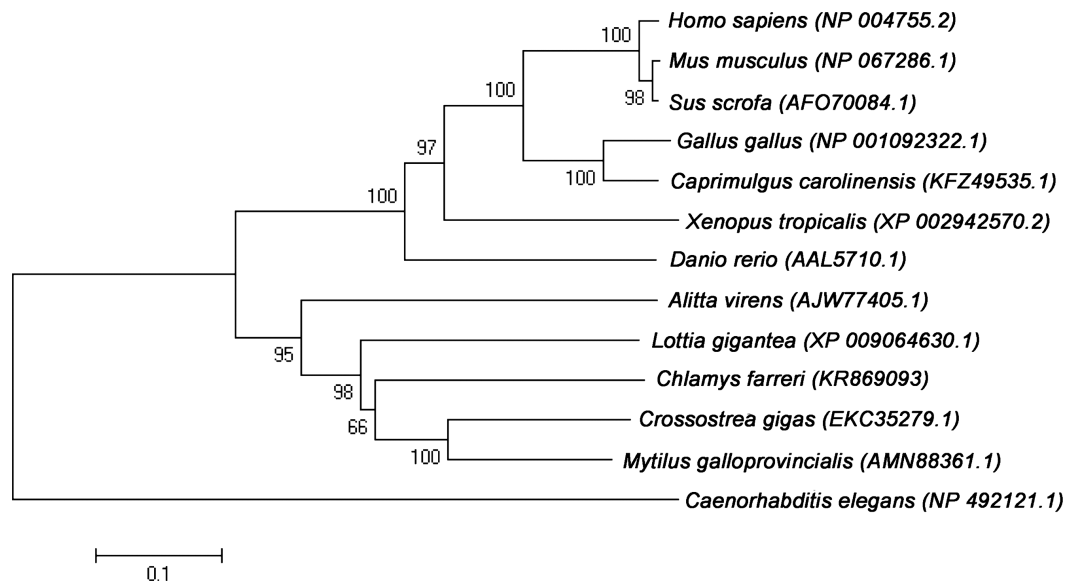 Homo sapiens (NP 004755.2)
100
Mus musculus (NP 067286.1)
100
98
Sus scrofa (AFO70084.1)
Gallus gallus (NP 001092322.1)
97
100
Caprimulgus carolinensis (KFZ49535.1)
100
Xenopus tropicalis (XP 002942570.2)
Danio rerio (AAL5710.1)
Alitta virens (AJW77405.1)
95
Lottia gigantea (XP 009064630.1)
Chlamys farreri (KR869093)
98
Crossostrea gigas (EKC35279.1)
66
100
Mytilus galloprovincialis (AMN88361.1)
Caenorhabditis elegans (NP 492121.1)
0.1